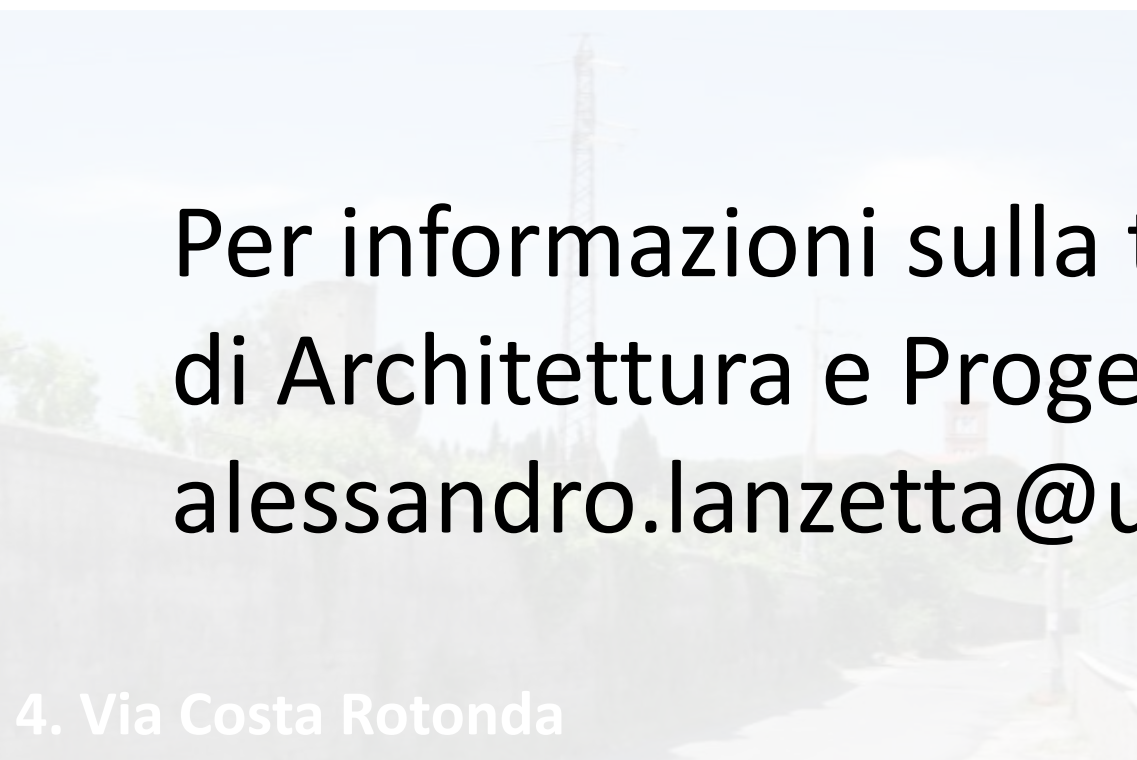 Per informazioni sulla
di Architettura e Proge
alessandro.lanzetta@u
4. Via Costa Rotonda